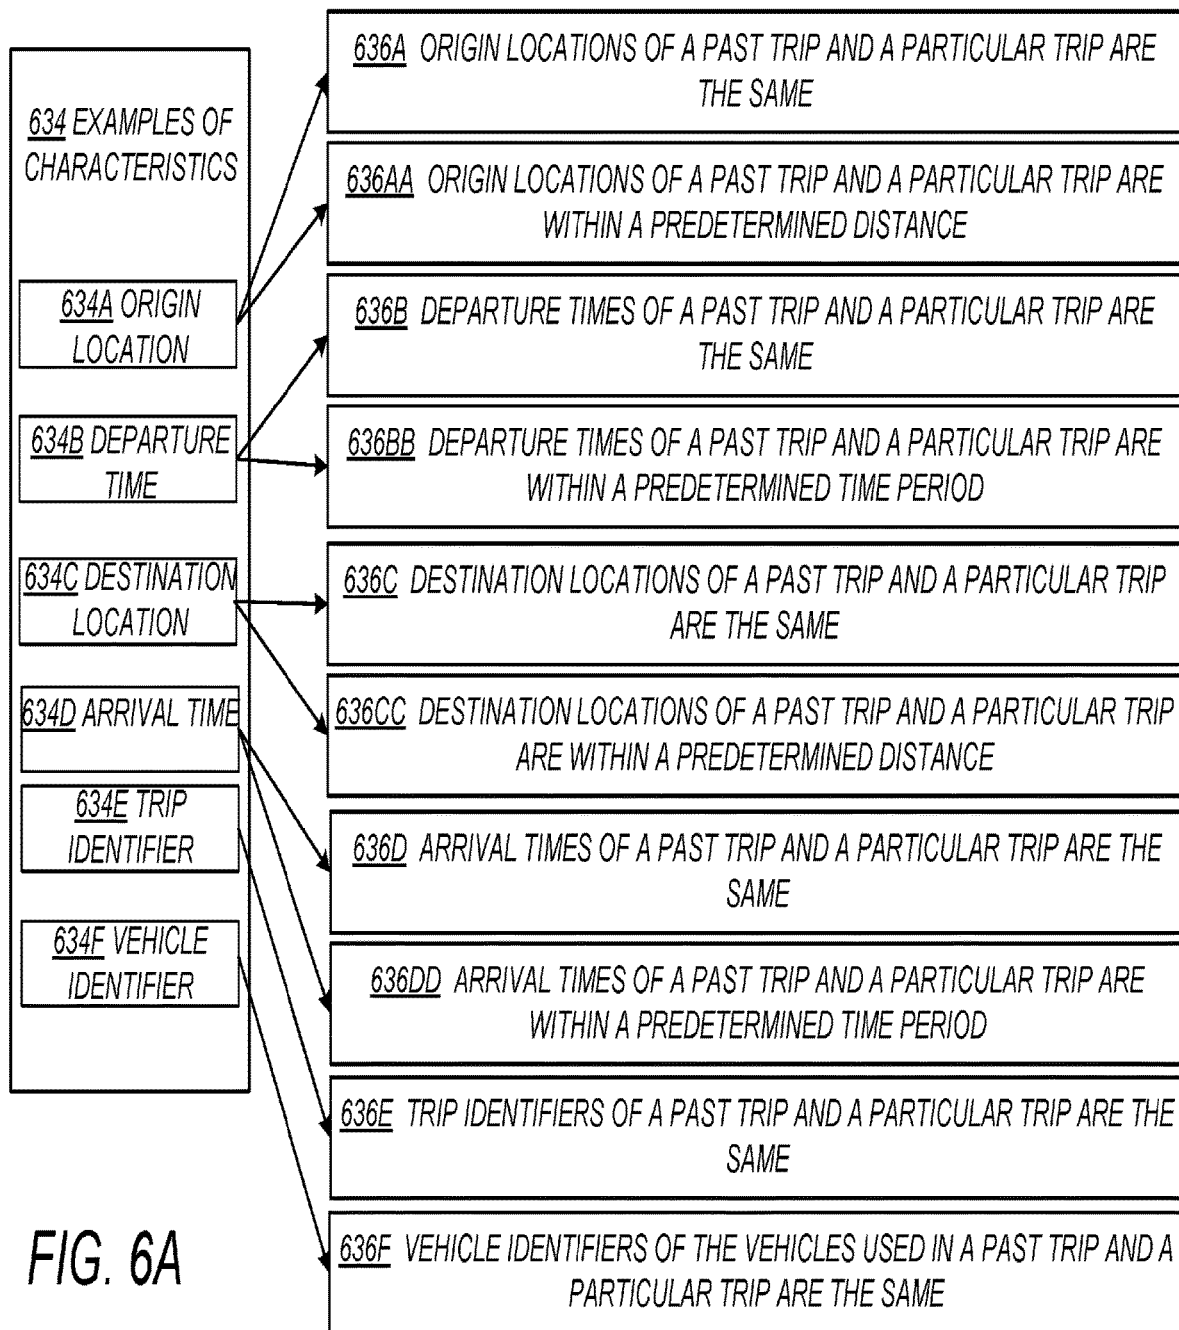 634 EXAMPLES OF
CHARACTERISTICS
634A ORIGIN
LOCATION
634B DEPARTURE
TIME
634C DESTINATION
LOCATION
634D ARRIVAL TIME
634E TRIP
IDENTIFIER
634F VEHICLE
IDENTIFIER
636A ORIGIN LOCATIONS OF A PAST TRIP AND A PARTICULAR TRIP ARE
THE SAME
636AA ORIGIN LOCATIONS OF A PAST TRIP AND A PARTICULAR TRIP ARE
WITHIN A PREDETERMINED DISTANCE
636B DEPARTURE TIMES OF A PAST TRIP AND A PARTICULAR TRIP ARE
THE SAME
636BB DEPARTURE TIMES OF A PAST TRIP AND A PARTICULAR TRIP ARE
WITHIN A PREDETERMINED TIME PERIOD
636C DESTINATION LOCATIONS OF A PAST TRIP AND A PARTICULAR TRIP
ARE THE SAME
636CC DESTINATION LOCATIONS OF A PAST TRIP AND A PARTICULAR TRIP
ARE WITHIN A PREDETERMINED DISTANCE
636D ARRIVAL TIMES OF A PAST TRIP AND A PARTICULAR TRIP ARE THE
SAME
636DD ARRIVAL TIMES OF A PAST TRIP AND A PARTICULAR TRIP ARE
WITHIN A PREDETERMINED TIME PERIOD
636E TRIP IDENTIFIERS OF A PAST TRIP AND A PARTICULAR TRIP ARE THE
SAME
636F VEHICLE IDENTIFIERS OF THE VEHICLES USED IN A PAST TRIP AND A
PARTICULAR TRIP ARE THE SAME
FIG. 6A